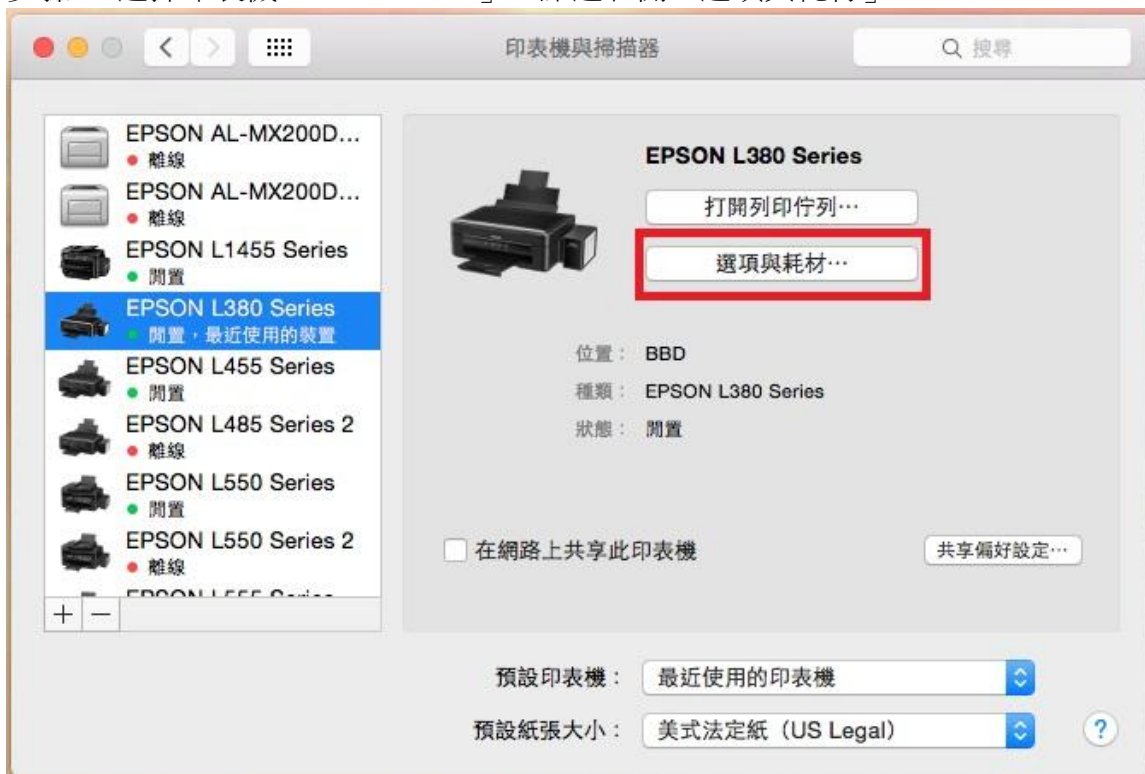 印表機與掃描器
搜尋
EPSON AL-MX200D...
離線
EPSON AL-MX200D...
離線
EPSON L1455 Series
閒置
EPSON L380 Series
閒置，最近使用的裝置
EPSON L455 Series
閒置
EPSON L485 Series 2
離線
EPSON L550 Series
閒置
EPSON L550 Series 2
離線
+ −
EPSON L380 Series
打開列印佇列…
選項與耗材…
位置： BBD
種類： EPSON L380 Series
狀態： 閒置
在網路上共享此印表機
共享偏好設定…
預設印表機： 最近使用的印表機
預設紙張大小： 美式法定紙（US Legal）
?